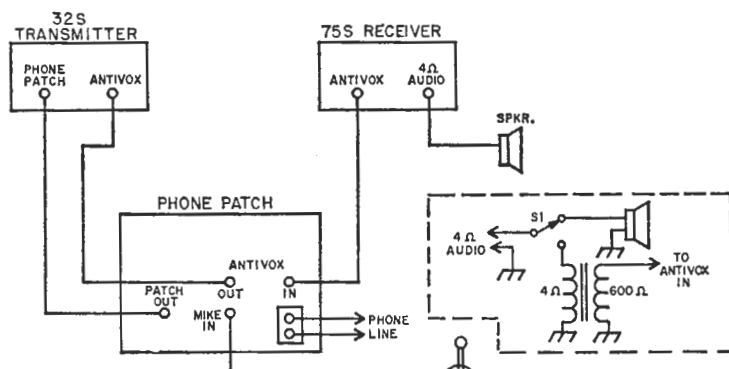 32S
TRANSMITTER
PHONE
PATCH
ANTIVOX
75S RECEIVER
ANTIVOX
4Ω
AUDIO
SPKR.
PHONE PATCH
ANTIVOX
OUT
IN
PATCH
OUT
MIKE
IN
PHONE
LINE
S1
4Ω
AUDIO
TO
ANTIVOX
IN
4Ω
600Ω